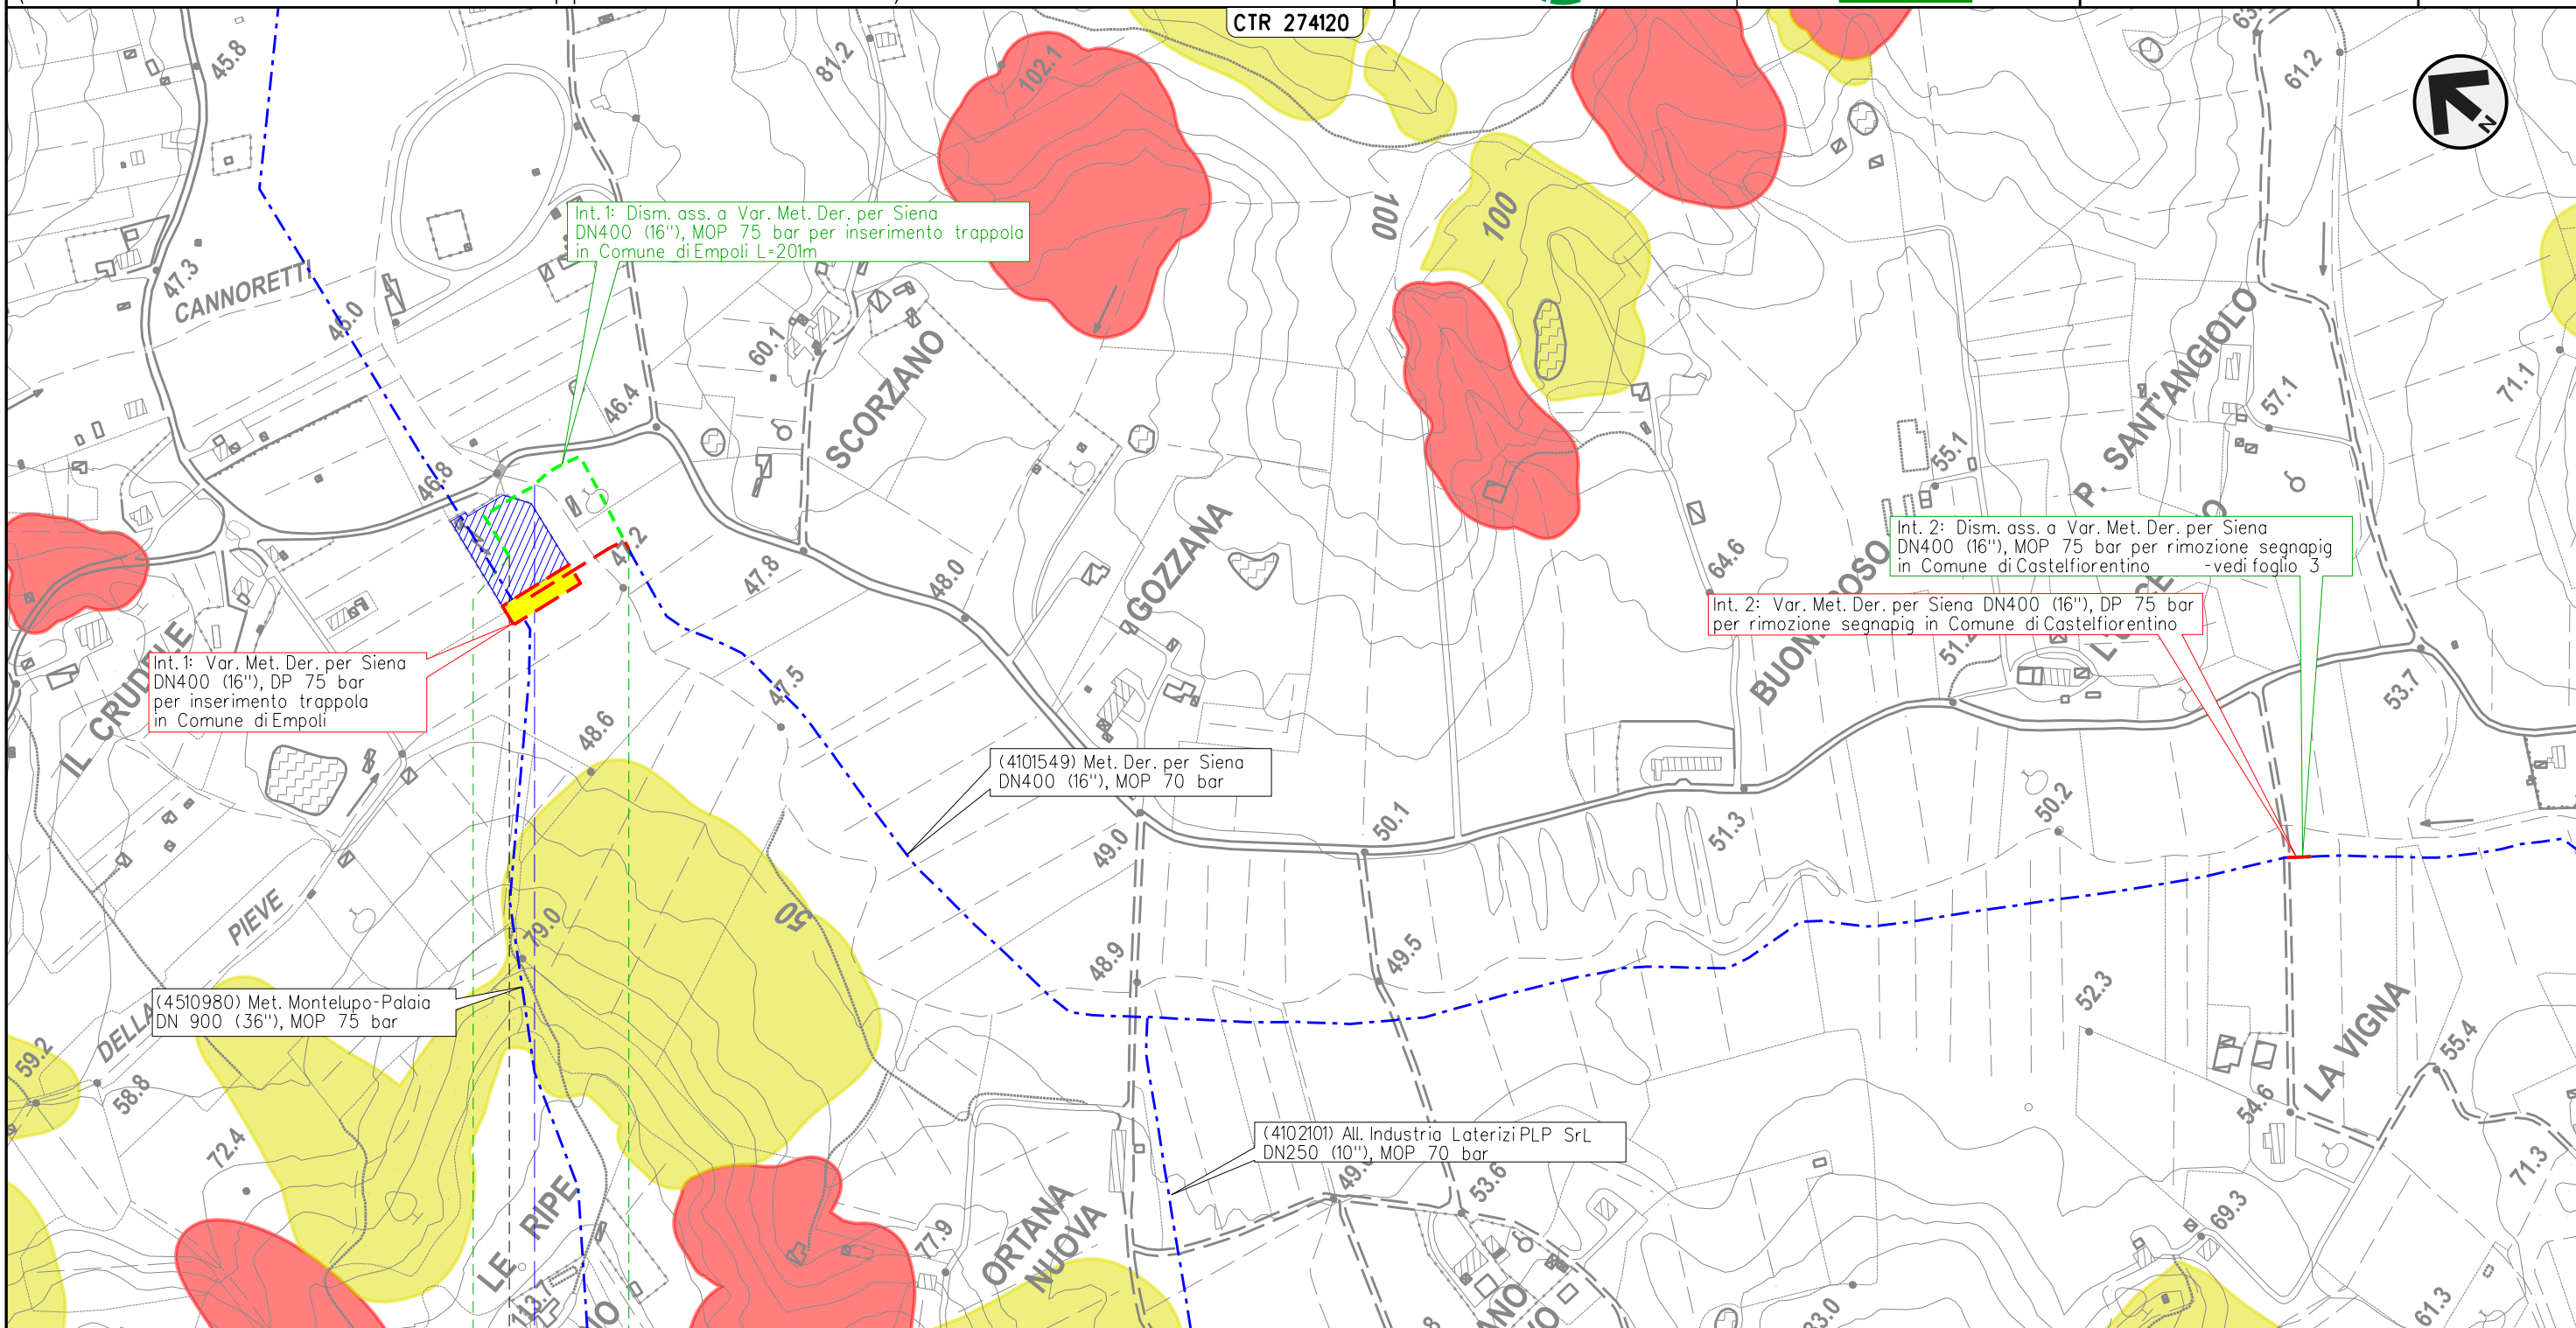 CTR 274120
N
45.8
81.2
102.1
61.2
47.3
CANNORETTI
46.0
Int. 1: Dism. ass. a Var. Met. Der. per Siena
DN400 (16"), MOP 75 bar per inserimento trappola
in Comune di Empoli L=201m
100
100
60.1
SCORZANO
46.4
46.8
47.2
47.8
48.0
GOZZANA
P. SANT'ANGIOLO
57.1
71.1
55.1
64.6
BUON
OSO
51.2
Int. 2: Dism. ass. a Var. Met. Der. per Siena
DN400 (16"), MOP 75 bar per rimozione segnapig
in Comune di Castelfiorentino -vedi foglio 3
Int. 2: Var. Met. Der. per Siena DN400 (16"), DP 75 bar
per rimozione segnapig in Comune di Castelfiorentino
53.7
IL CRUDELE
Int. 1: Var. Met. Der. per Siena
DN400 (16"), DP 75 bar
per inserimento trappola
in Comune di Empoli
48.6
47.5
(4101549) Met. Der. per Siena
DN400 (16"), MOP 70 bar
49.0
50.1
51.3
50.2
PIEVE
DELLA
79.0
50
48.9
49.5
52.3
(4510980) Met. Montelupo-Palaia
DN 900 (36"), MOP 75 bar
59.2
58.8
72.4
LA VIGNA
55.4
54.6
(4102101) All. Industria Laterizi PLP SrL
DN250 (10"), MOP 70 bar
53.6
71.3
69.3
LE RIPE
77.9
ORTANA
NUOVA
113.7
61.3